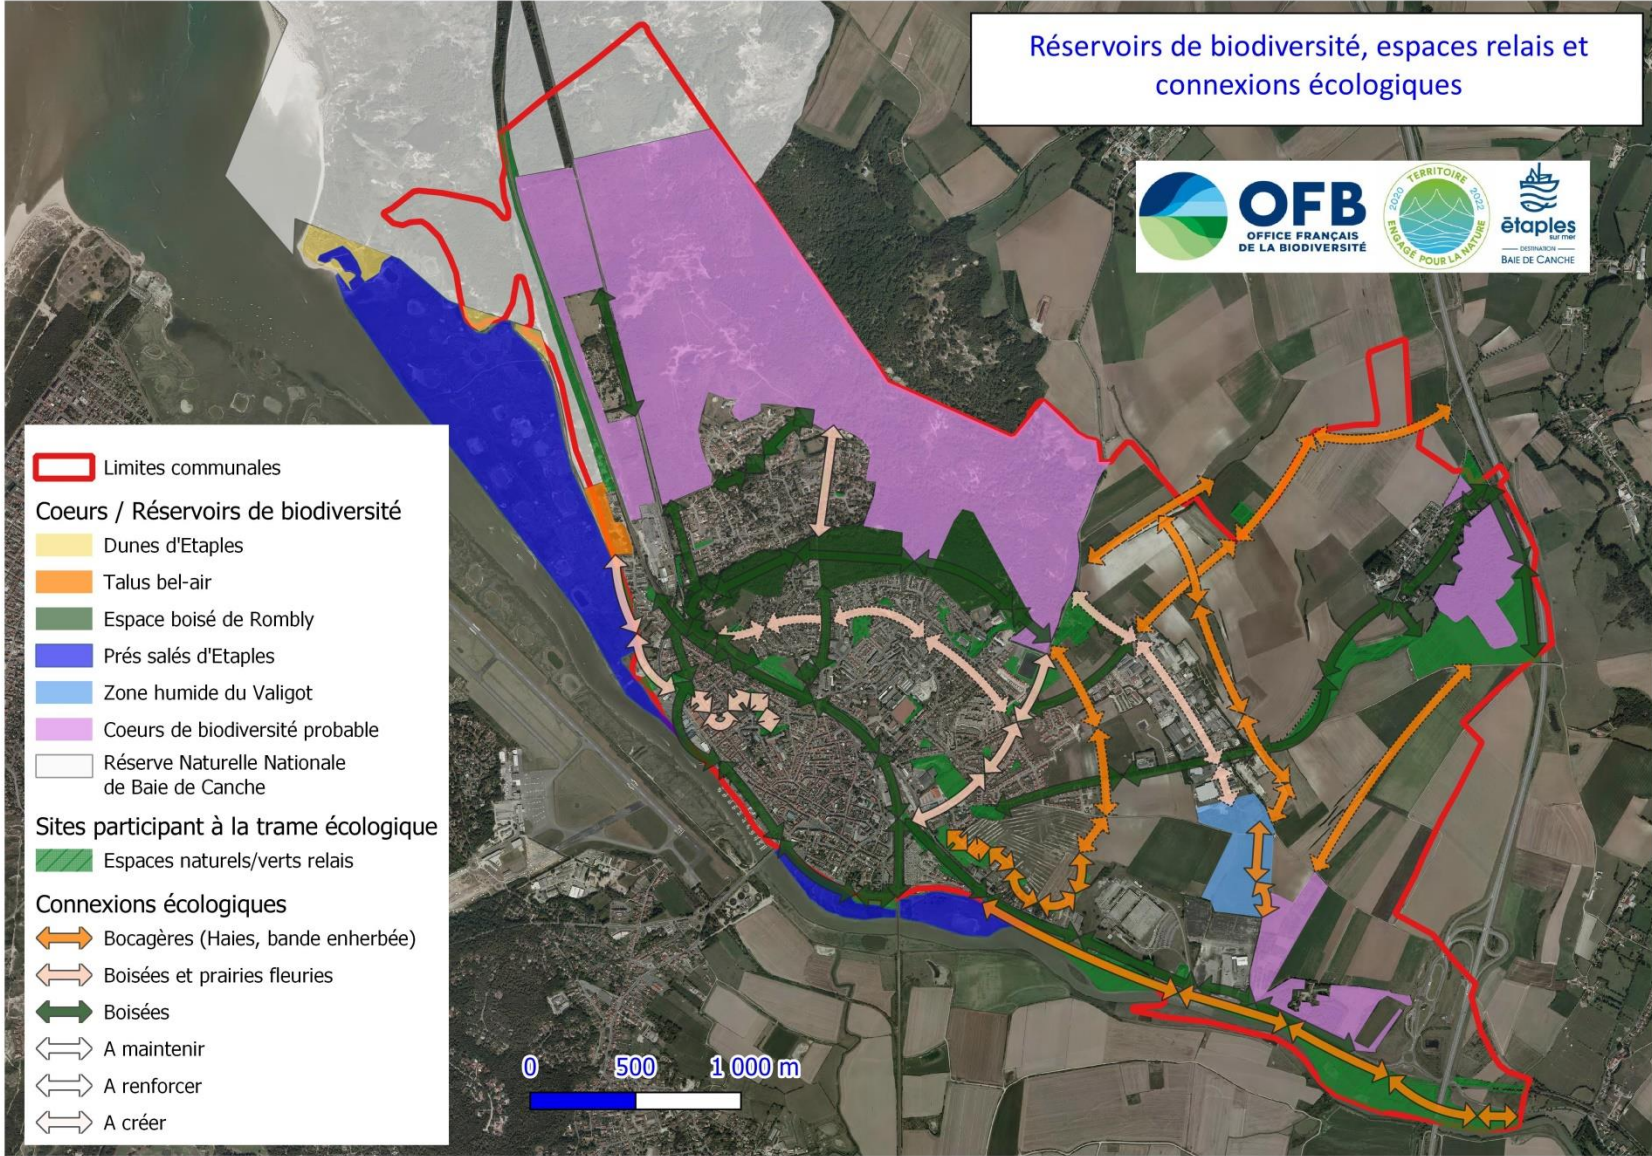 Réservoirs de biodiversité, espaces relais et
connexions écologiques
OFB
OFFICE FRANÇAIS
DE LA BIODIVERSITÉ
TERRITOIRE
2020
2022
ENGAGÉ POUR LA NATURE
étaples
sur mer
DESTINATION
BAIE DE CANCHE
Limites communales
Coeurs / Réservoirs de biodiversité
Dunes d'Etaples
Talus bel-air
Espace boisé de Rombly
Prés salés d'Etaples
Zone humide du Valigot
Coeurs de biodiversité probable
Réserve Naturelle Nationale
de Baie de Canche
Sites participant à la trame écologique
Espaces naturels/verts relais
Connexions écologiques
Bocagères (Haies, bande enherbée)
Boisées et prairies fleuries
Boisées
A maintenir
A renforcer
A créer
0 500 1 000 m